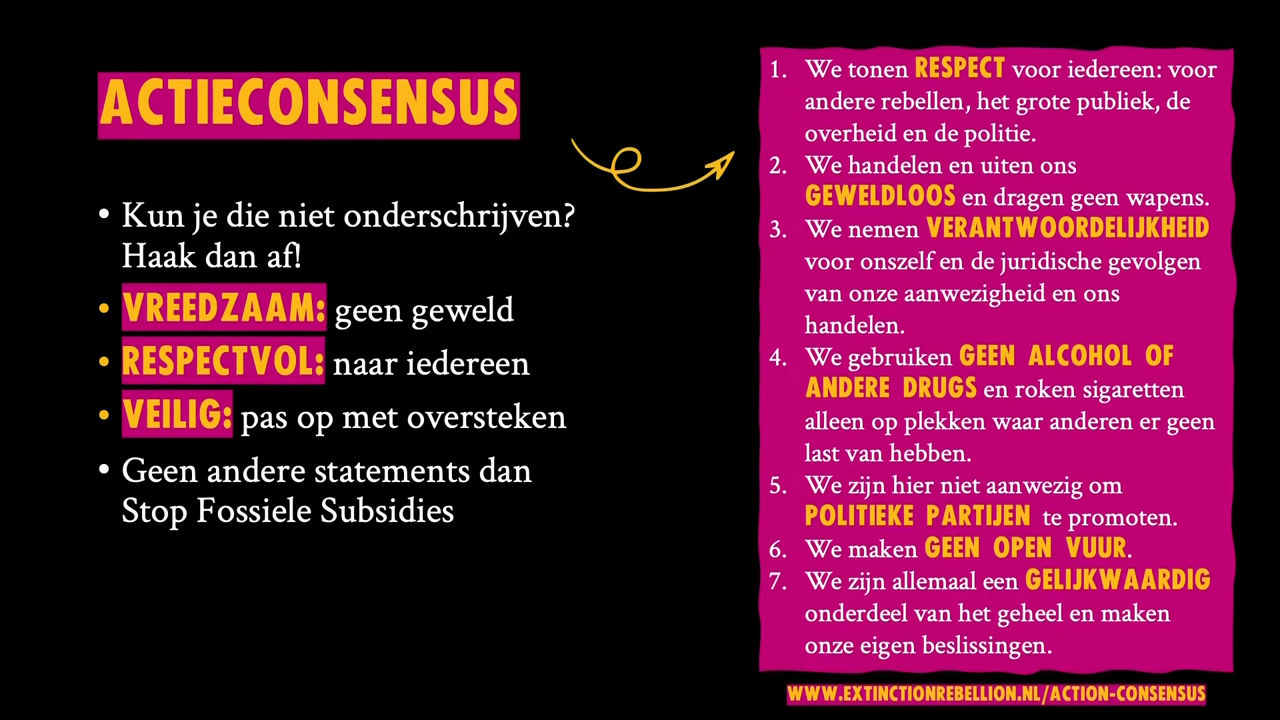 ACTIECONSENSUS
• Kun je die niet onderschrijven?
Haak dan af!
• VREEDZAAM: geen geweld
• RESPECTVOL: naar iedereen
• VEILIG: pas op met oversteken
• Geen andere statements dan
Stop Fossiele Subsidies
1. We tonen RESPECT voor iedereen: voor
andere rebellen, het grote publiek, de
overheid en de politie.
2. We handelen en uiten ons
GEWELDLOOS en dragen geen wapens.
3. We nemen VERANTWOORDELIJKHEID
voor onszelf en de juridische gevolgen
van onze aanwezigheid en ons
handelen.
4. We gebruiken GEEN ALCOHOL OF
ANDERE DRUGS en roken sigaretten
alleen op plekken waar anderen er geen
last van hebben.
5. We zijn hier niet aanwezig om
POLITIEKE PARTIJEN te promoten.
6. We maken GEEN OPEN VUUR.
7. We zijn allemaal een GELIJKWAARDIG
onderdeel van het geheel en maken
onze eigen beslissingen.
WWW.EXTINCTIONREBELLION.NL/ACTION-CONSENSUS